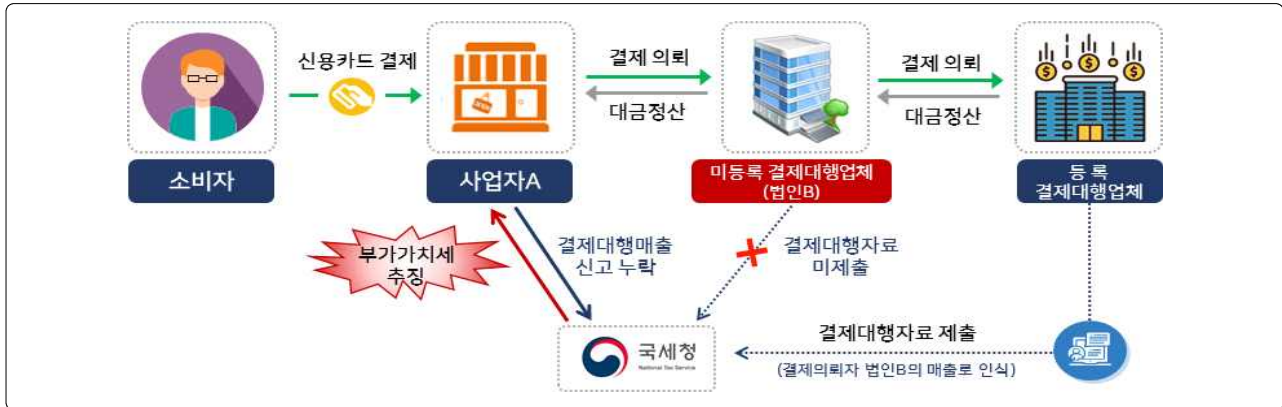 신용카드 결제
결제 의뢰
대금정산
결제 의뢰
대금정산
소비자
사업자A
미등록 결제대행업체
(법인B)
등 록
결제대행업체
부가가치세
추징
결제대행매출
신고 누락
결제대행자료
미제출
국세청
National Tax Service
결제대행자료 제출
(결제의뢰자 법인B의 매출로 인식)